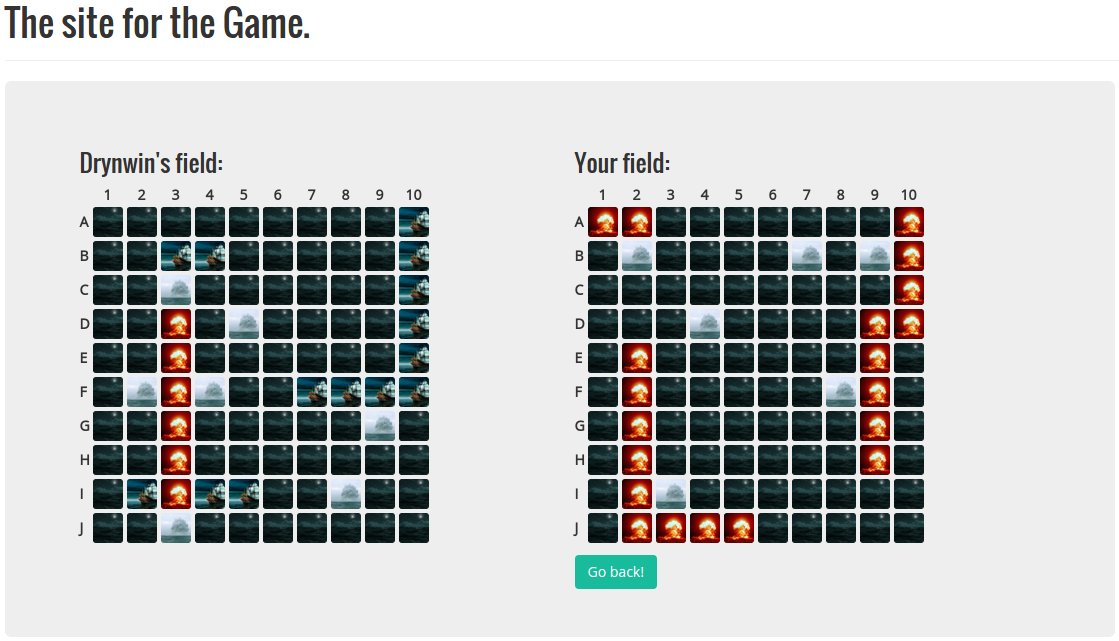 The site for the Game.
Drynwin's field:
1 2 3 4 5 6 7 8 9 10
A
B
C
D
E
F
G
H
I
J
Your field:
1 2 3 4 5 6 7 8 9 10
A
B
C
D
E
F
G
H
I
J
Go back!